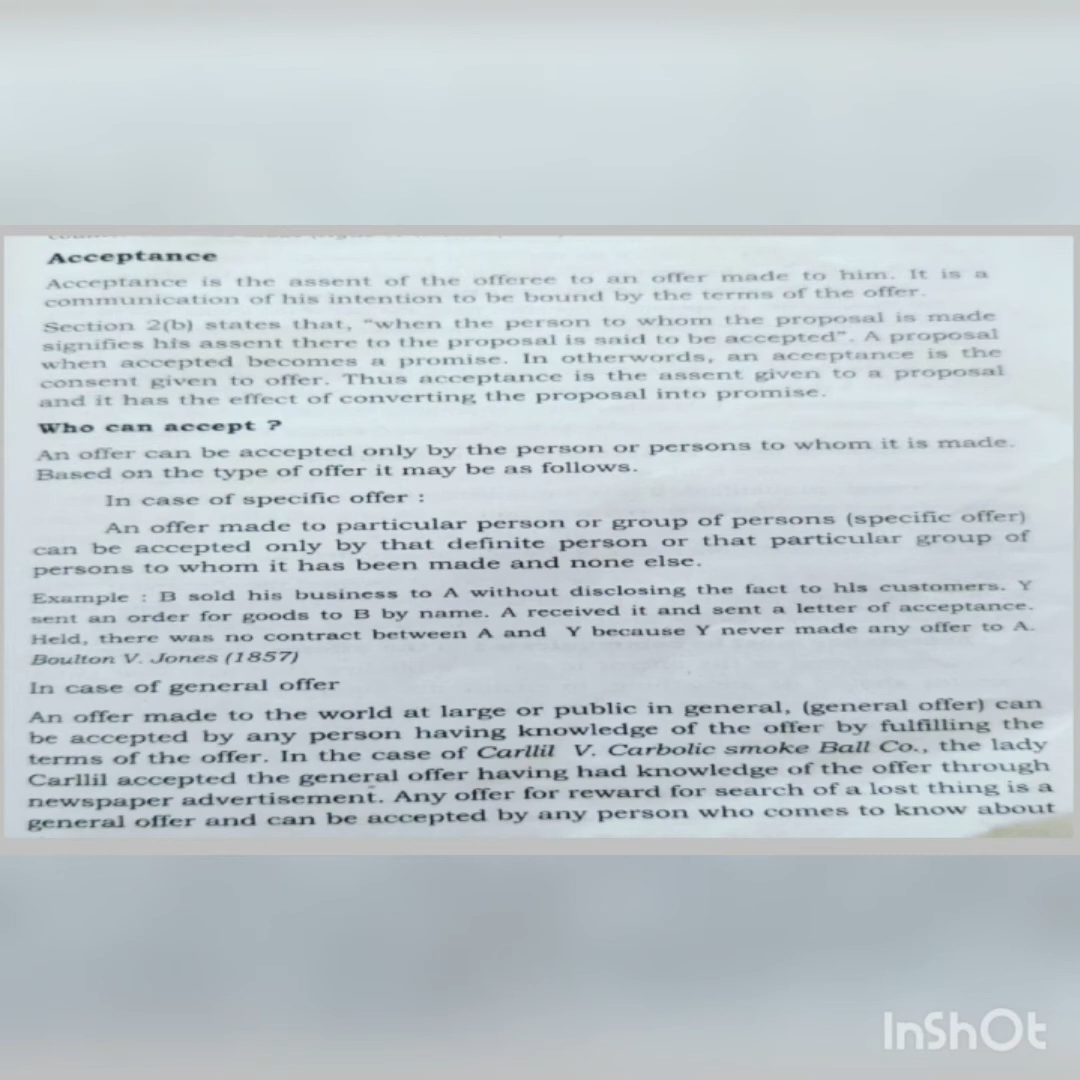 Acceptance
Acceptance is the assent of the offeree to an offer made to him. It is a
communication of his intention to be bound by the terms of the offer.
Section 2(b) states that, "when the person to whom the proposal is made
signifies his assent there to the proposal is said to be accepted". A proposal
when accepted becomes a promise. In otherwords, an acceptance is the
consent given to offer. Thus acceptance is the assent given to a proposal
and it has the effect of converting the proposal into promise.
Who can accept ?
An offer can be accepted only by the person or persons to whom it is made.
Based on the type of offer it may be as follows.
In case of specific offer :
An offer made to particular person or group of persons (specific offer)
can be accepted only by that definite person or that particular group of
persons to whom it has been made and none else.
Example : B sold his business to A without disclosing the fact to his customers. Y
sent an order for goods to B by name. A received it and sent a letter of acceptance.
Held, there was no contract between A and Y because Y never made any offer to A.
Boulton V. Jones (1857)
In case of general offer
An offer made to the world at large or public in general, (general offer) can
be accepted by any person having knowledge of the offer by fulfilling the
terms of the offer. In the case of Carllil V. Carbolic smoke Ball Co., the lady
Carllil accepted the general offer having had knowledge of the offer through
newspaper advertisement. Any offer for reward for search of a lost thing is a
general offer and can be accepted by any person who comes to know about
InShOt